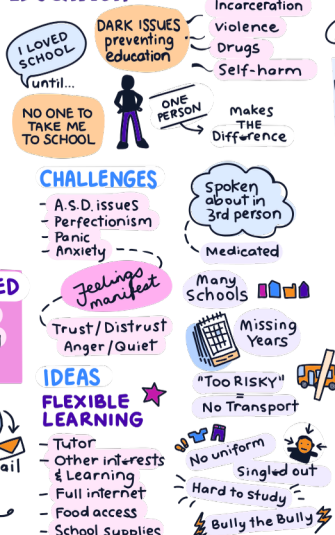 Incarceration
violence
Drugs
Self-harm
DARK ISSUES
preventing
education
I LOVED
SCHOOL
until...
NO ONE TO
TAKE ME
TO SCHOOL
ONE
PERSON
makes
THE
Difference
CHALLENGES
- A.S.D. issues
- Perfectionism
- Panic
- Anxiety
Feelings
manifest
Trust/Distrust
Anger/Quiet
Spoken
about in
3rd person
Medicated
Many
Schools
Missing
Years
"TOO RISKY"
=
No Transport
IDEAS
FLEXIBLE
LEARNING
- Tutor
- Other interests
& Learning
- Full internet
- Food access
- School supplies
No uniform
Singled out
Hard to study
Bully the Bully
ED
ail